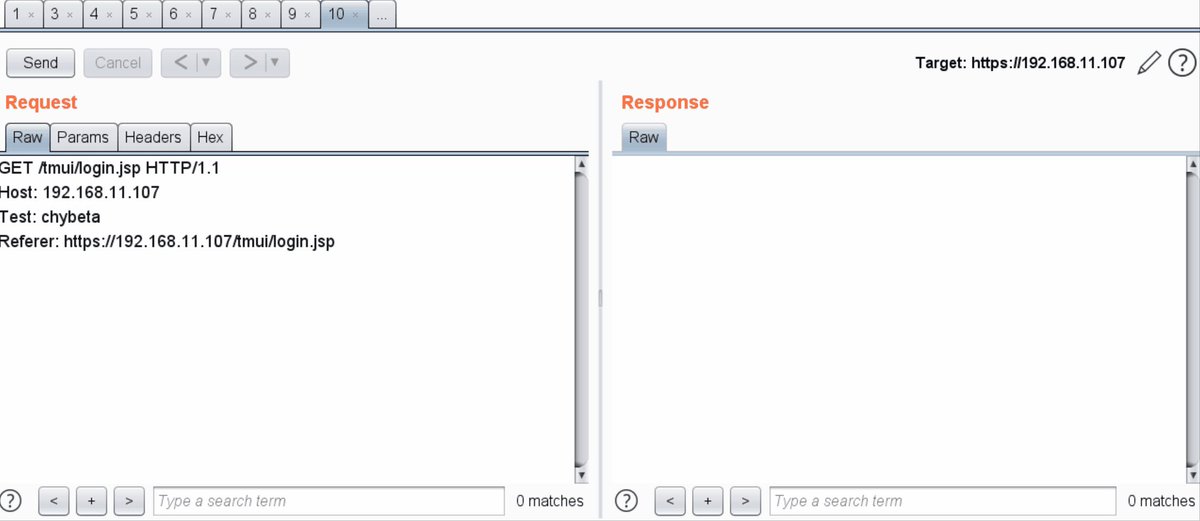 1 × 3 × 4 × 5 × 6 × 7 × 8 × 9 × 10 × ...
Send Cancel < ▼ > ▼ Target: https://192.168.11.107 ?
Request
Raw Params Headers Hex
GET /tmui/login.jsp HTTP/1.1
Host: 192.168.11.107
Test: chybeta
Referer: https://192.168.11.107/tmui/login.jsp
? < + > Type a search term 0 matches
Response
Raw
? < + > Type a search term 0 matches